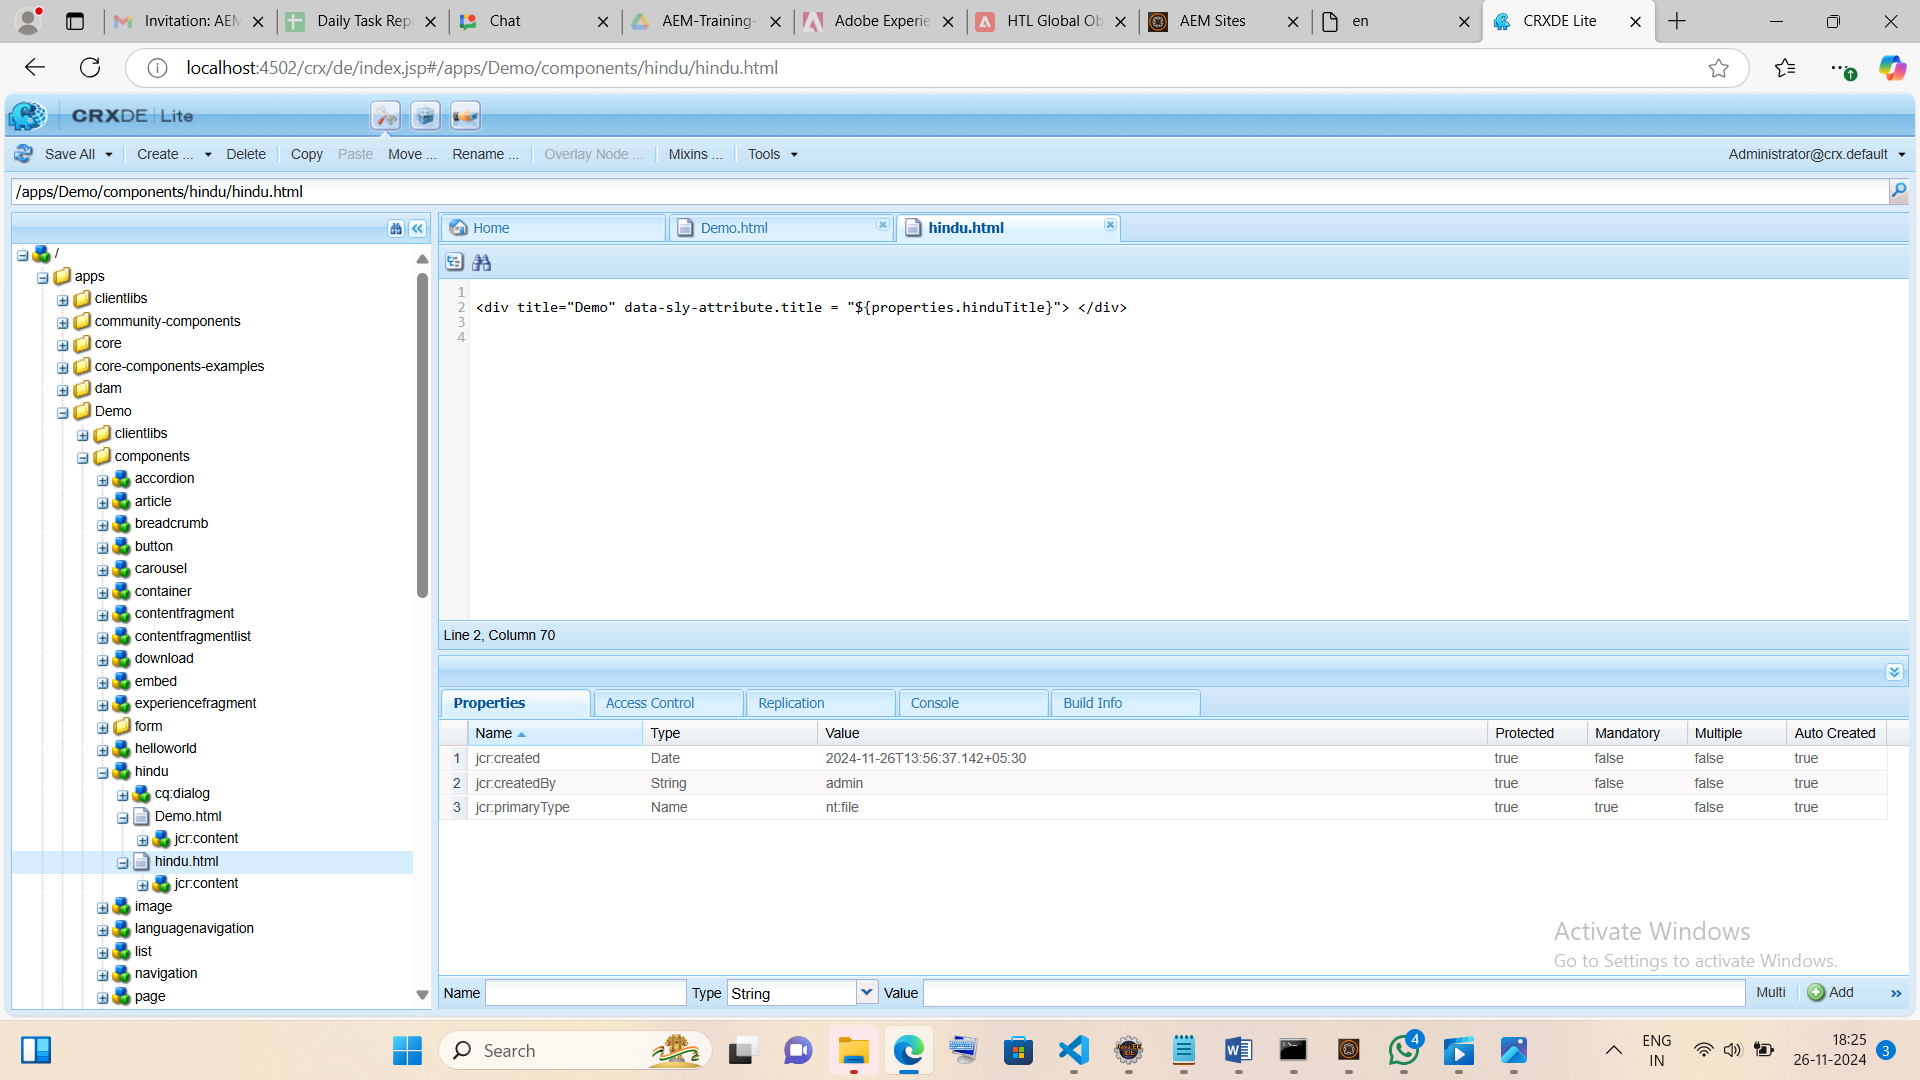 Invitation: AEM
Daily Task Rep
Chat
AEM-Training-
Adobe Experie
HTL Global Ob
AEM Sites
en
CRXDE Lite
localhost:4502/crx/de/index.jsp#/apps/Demo/components/hindu/hindu.html
CRXDE Lite
Save All
Create ...
Delete
Copy
Paste
Move ...
Rename ...
Overlay Node ...
Mixins ...
Tools
Administrator@crx.default
/apps/Demo/components/hindu/hindu.html
/
apps
clientlibs
community-components
core
core-components-examples
dam
Demo
clientlibs
components
accordion
article
breadcrumb
button
carousel
container
contentfragment
contentfragmentlist
download
embed
experiencefragment
form
helloworld
hindu
cq:dialog
Demo.html
jcr:content
hindu.html
jcr:content
image
languagenavigation
list
navigation
page
Home
Demo.html
hindu.html
1
2 <div title="Demo" data-sly-attribute.title = "${properties.hinduTitle}"> </div>
3
4
Line 2, Column 70
Properties
Access Control
Replication
Console
Build Info
Name Type Value Protected Mandatory Multiple Auto Created
1 jcr:created Date 2024-11-26T13:56:37.142+05:30 true false false true
2 jcr:createdBy String admin true false false true
3 jcr:primaryType Name nt:file true true false true
Activate Windows
Go to Settings to activate Windows.
Name Type String Value Multi Add
Search
4
ENG
IN
18:25
26-11-2024
3